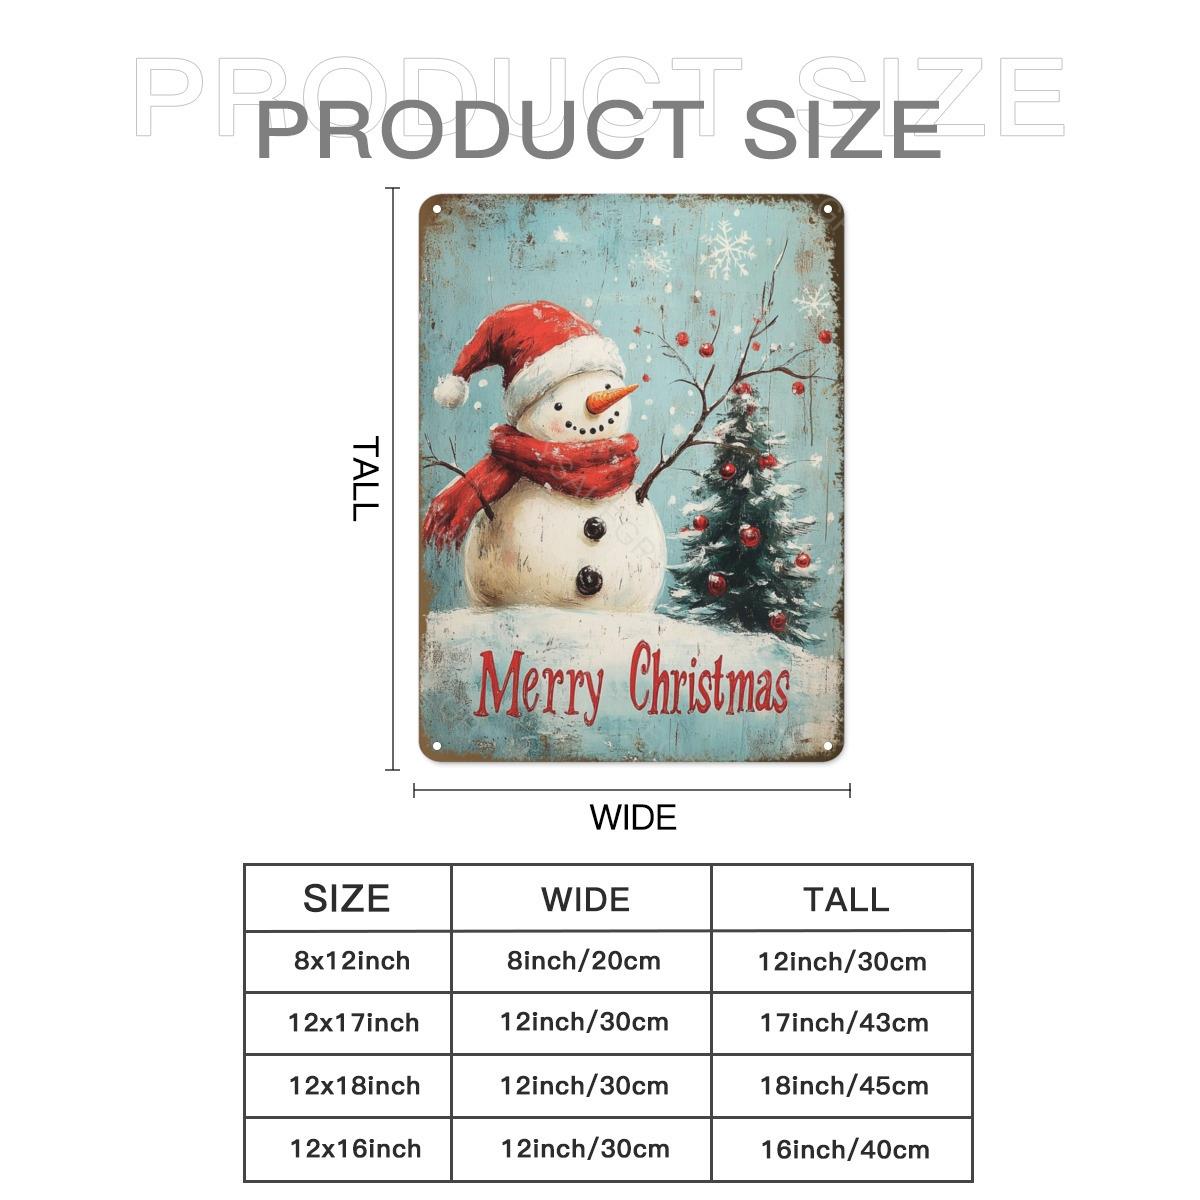 PRODUCT SIZE
PRODUCT SIZE
TALL
Merry Christmas
WIDE
SIZE WIDE TALL
8x12inch 8inch/20cm 12inch/30cm
12x17inch 12inch/30cm 17inch/43cm
12x18inch 12inch/30cm 18inch/45cm
12x16inch 12inch/30cm 16inch/40cm